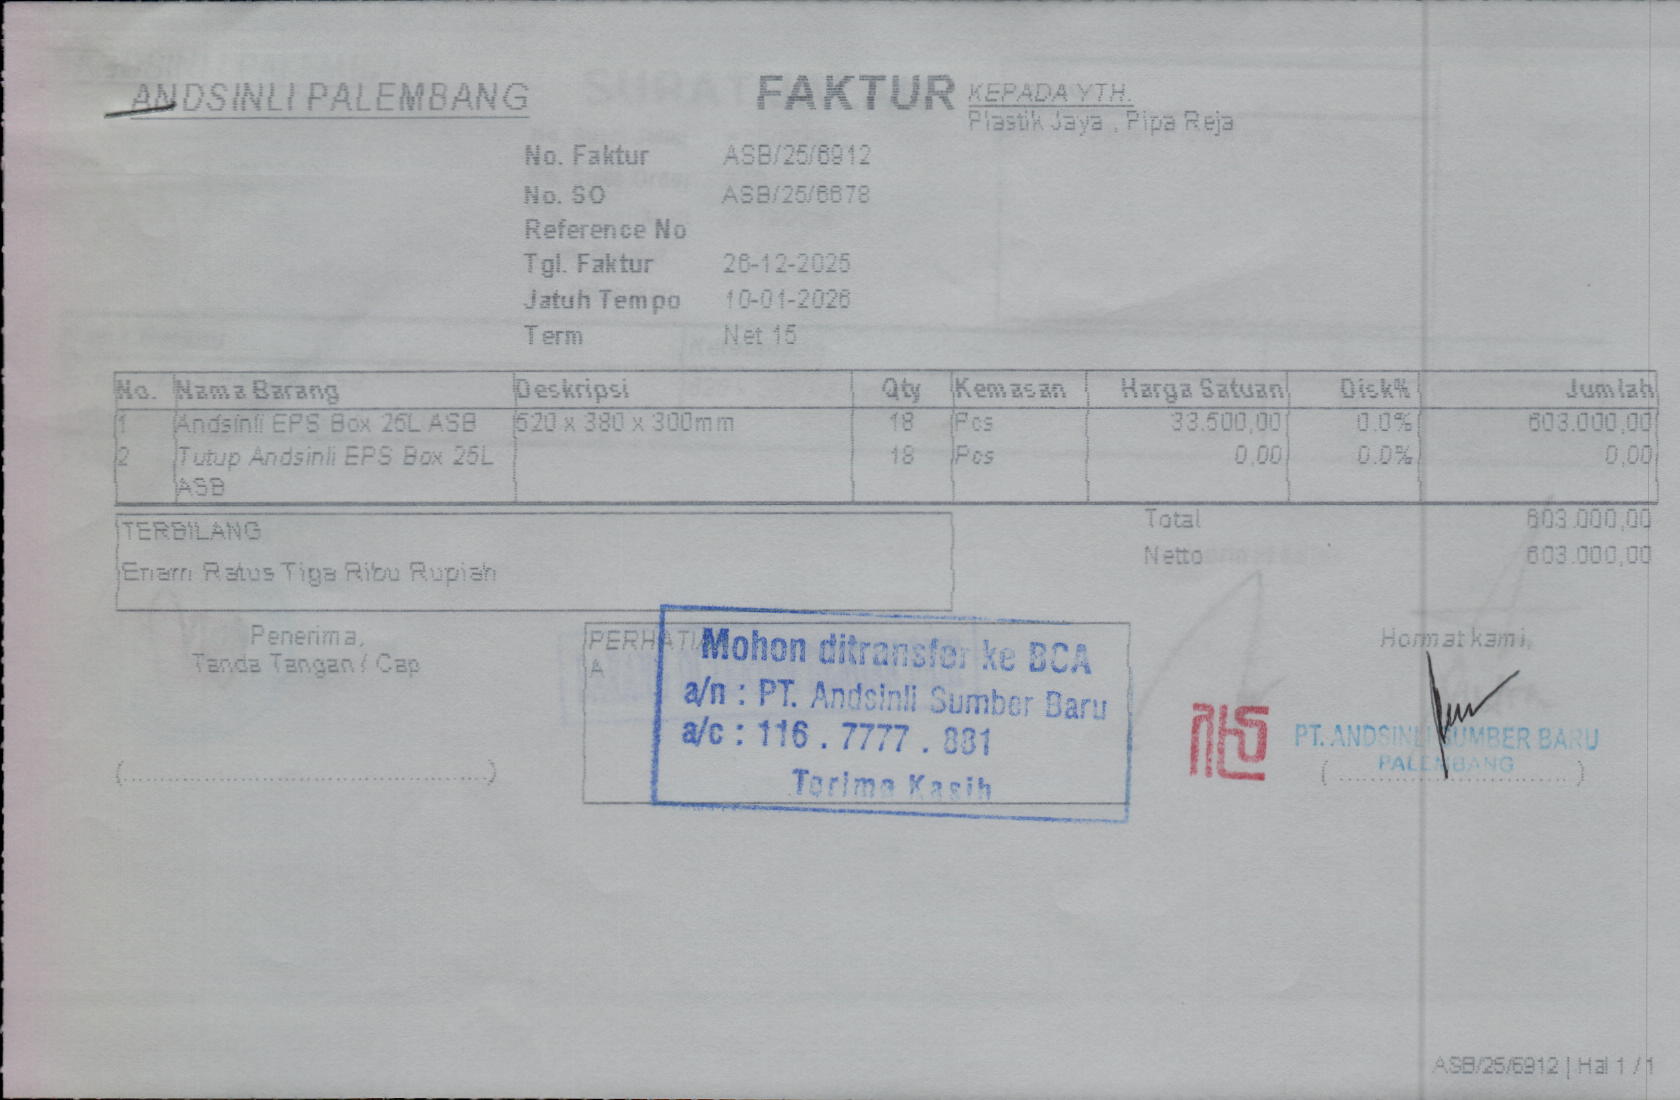 ANDSINLI PALEMBANG
FAKTUR
KEPADA YTH.
Plastik Jaya , Pipa Reja
No. Faktur ASB/25/6912
No. SO ASB/25/6678
Reference No
Tgl. Faktur 26-12-2025
Jatuh Tempo 10-01-2026
Term Net 15
No. Nama Barang Deskripsi Qty Kemasan Harga Satuan Disk% Jumlah
1 Andsinli EPS Box 25L ASB 520 x 380 x 300mm 18 Pcs 33.500,00 0.0% 603.000,00
2 Tutup Andsinli EPS Box 25L 18 Pcs 0,00 0.0% 0,00
ASB
TERBILANG
Enam Ratus Tiga Ribu Rupiah
Total 603.000,00
Netto 603.000,00
Penerima,
Tanda Tangan / Cap
(..........................................)
PERHATIA
A
Mohon ditransfer ke BCA
a/n : PT. Andsinli Sumber Baru
a/c : 116 . 7777 . 881
Terima Kasih
Hormat kami,
PT. ANDSINLI SUMBER BARU
PALEMBANG
( .............................. )
ASB/25/6912 | Hal 1 / 1